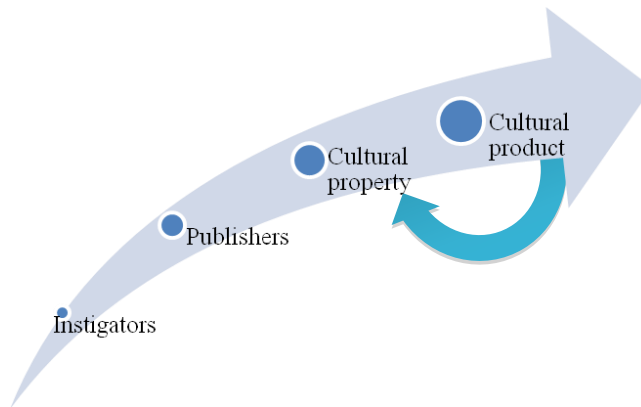 Cultural
product
Cultural
property
Publishers
Instigators